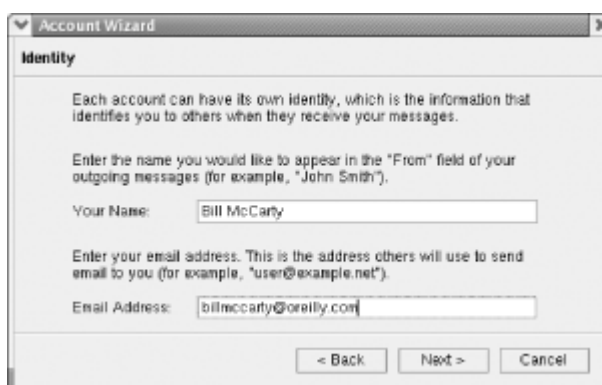 Account Wizard
Identity
Each account can have its own identity, which is the information that
identifies you to others when they receive your messages.
Enter the name you would like to appear in the "From" field of your
outgoing messages (for example, "John Smith").
Your Name: Bill McCarty
Enter your email address. This is the address others will use to send
email to you (for example, "user@example.net").
Email Address: billmccarty@oreilly.com
< Back Next > Cancel